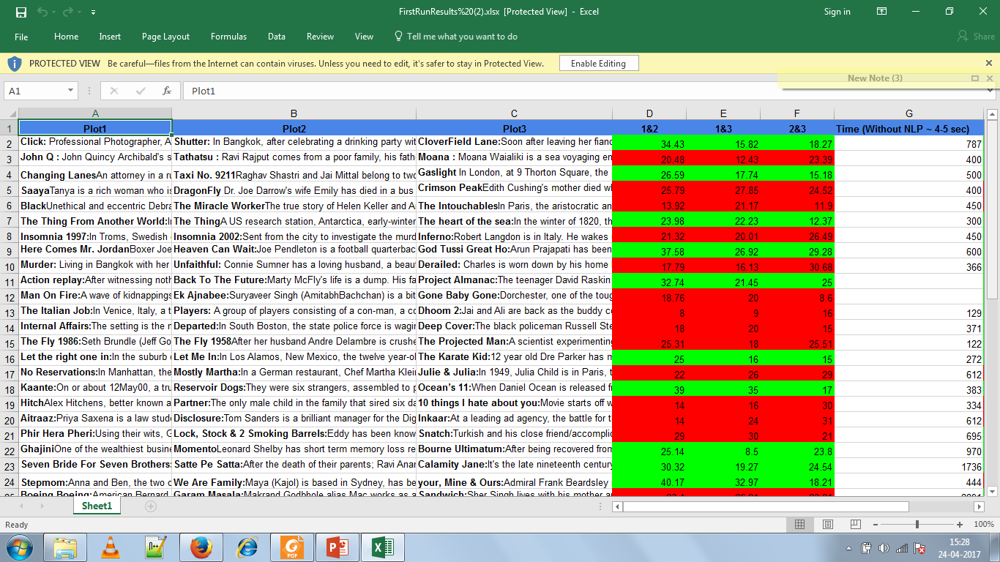 FirstRunResults%20(2).xlsx [Protected View] - Excel
Sign in
File Home Insert Page Layout Formulas Data Review View Tell me what you want to do Share
PROTECTED VIEW Be careful—files from the Internet can contain viruses. Unless you need to edit, it's safer to stay in Protected View. Enable Editing
New Note (3)
A1 fx Plot1
A B C D E F G
1 Plot1 Plot2 Plot3 1&2 1&3 2&3 Time (Without NLP ~ 4-5 sec)
2 Click: Professional Photographer, A Shutter: In Bangkok, after celebrating a drinking party wit CloverField Lane:Soon after leaving her fianc 34.43 15.82 18.27 787
3 John Q : John Quincy Archibald's s Tathatsu : Ravi Rajput comes from a poor family, his fath Moana : Moana Waialiki is a sea voyaging en 20.48 12.43 23.39 400
4 Changing LanesAn attorney in a ru Taxi No. 9211Raghav Shastri and Jai Mittal belong to two Gaslight In London, at 9 Thorton Square, the 26.59 17.74 15.18 500
5 SaayaTanya is a rich woman who is DragonFly Dr. Joe Darrow's wife Emily has died in a bus Crimson PeakEdith Cushing's mother died wh 25.79 27.85 24.52 400
6 BlackUnethical and eccentric Debra The Miracle WorkerThe true story of Helen Keller and A The IntouchablesIn Paris, the aristocratic an 13.92 21.17 11.9 450
7 The Thing From Another World:In The ThingA US research station, Antarctica, early-winter The heart of the sea:In the winter of 1820, th 23.98 22.23 12.37 300
8 Insomnia 1997:In Troms, Swedish Insomnia 2002:Sent from the city to investigate the murd Inferno:Robert Langdon is in Italy. He wakes 21.32 20.01 26.49 450
9 Here Comes Mr. JordanBoxer Joe Heaven Can Wait:Joe Pendleton is a football quarterbac God Tussi Great Ho:Arun Prajapati has been 37.58 26.92 29.28 600
10 Murder: Living in Bangkok with her Unfaithful: Connie Sumner has a loving husband, a beau Derailed: Charles is worn down by his home 17.79 16.13 30.68 366
11 Action replay:After witnessing noth Back To The Future:Marty McFly's life is a dump. His fa Project Almanac:The teenager David Raskin 32.74 21.45 25
12 Man On Fire:A wave of kidnappings Ek Ajnabee:Suryaveer Singh (AmitabhBachchan) is a bit Gone Baby Gone:Dorchester, one of the toug 18.76 20 8.6
13 The Italian Job:In Venice, Italy, a t Players: A group of players consisting of a con-man, a co Dhoom 2:Jai and Ali are back as the buddy c 8 9 16 129
14 Internal Affairs:The setting is the n Departed:In South Boston, the state police force is wagin Deep Cover:The black policeman Russell Ste 18 20 15 371
15 The Fly 1986:Seth Brundle (Jeff Go The Fly 1958After her husband Andre Delambre is crushe The Projected Man:A scientist experimenting 25.31 18 25.51 122
16 Let the right one in:In the suburb Let Me In:In Los Alamos, New Mexico, the twelve year-ol The Karate Kid:12 year old Dre Parker has m 25 16 15 272
17 No Reservations:In Manhattan, the Mostly Martha:In a German restaurant, Chef Martha Klei Julie & Julia:In 1949, Julia Child is in Paris, t 22 26 29 612
18 Kaante:On or about 12May00, a tru Reservoir Dogs:They were six strangers, assembled to p Ocean's 11:When Daniel Ocean is released f 39 35 17 383
19 HitchAlex Hitchens, better known a Partner:The only male child in the family that sired six da 10 things I hate about you:Movie starts off w 14 16 30 334
20 Aitraaz:Priya Saxena is a law stude Disclosure:Tom Sanders is a briliant manager for the Dig Inkaar:At a leading ad agency, the battle for t 14 24 31 612
21 Phir Hera Pheri:Using their wits, G Lock, Stock & 2 Smoking Barrels:Eddy has been know Snatch:Turkish and his close friend/accomplic 29 30 21 695
22 GhajiniOne of the wealthiest busine MomentoLeonard Shelby has short term memory loss re Bourne Ultimatum:After being recovered from 25.14 8.5 23.8 970
23 Seven Bride For Seven Brothers: Satte Pe Satta:After the death of their parents; Ravi Anan Calamity Jane:It's the late nineteenth century 30.32 19.27 24.54 1736
24 Stepmom:Anna and Ben, the two c We Are Family:Maya (Kajol) is based in Sydney, has be your, Mine & Ours:Admiral Frank Beardsley 40.17 32.97 18.21 444
Boeing Boeing:American Bernard Garam Masala:Makrand Godbhole alias Mac works as a Sandwich:Sher Singh lives with his mother a
Sheet1
Ready 100%
N++ PDF
15:28
24-04-2017